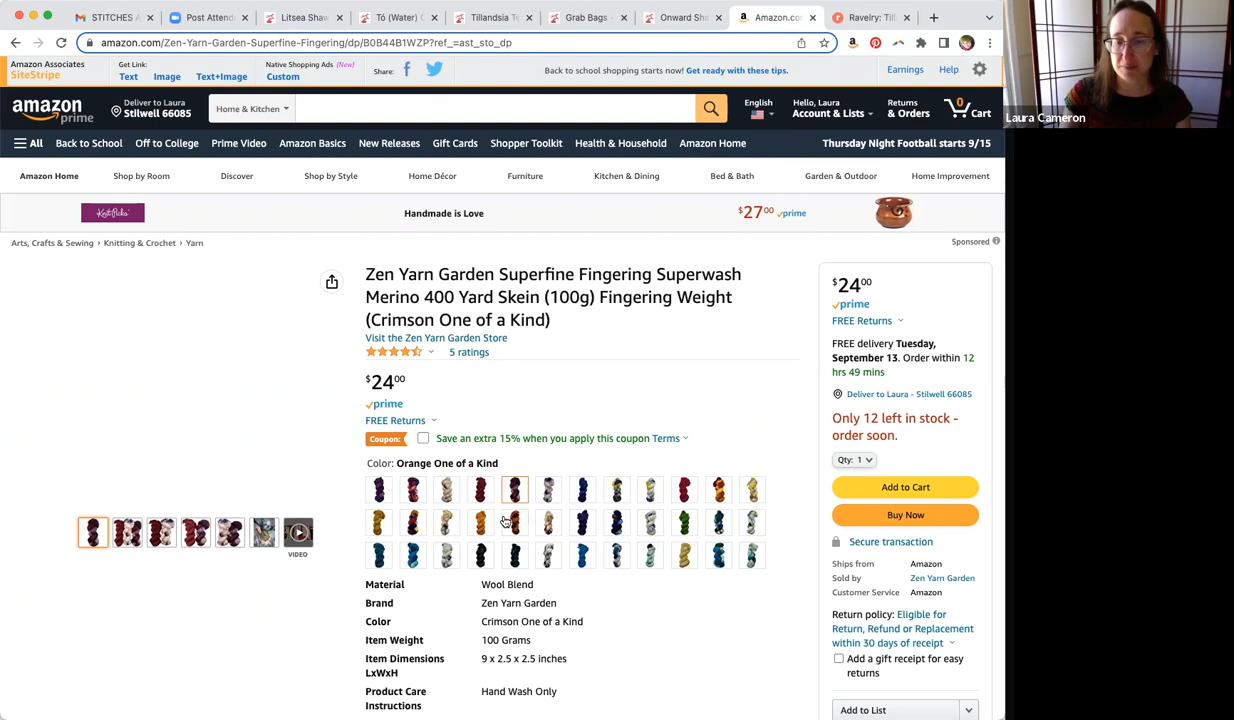 STITCHES A
Post Attend
Litsea Shaw
Tó (Water) C
Tillandsia Te
Grab Bags -
Onward Sha
Amazon.co
Ravelry: Till
amazon.com/Zen-Yarn-Garden-Superfine-Fingering/dp/B0B44B1WZP?ref_=ast_sto_dp
Amazon Associates
SiteStripe
Get Link:
Text
Image
Text+Image
Native Shopping Ads (New)
Custom
Share:
Back to school shopping starts now! Get ready with these tips.
Earnings
Help
amazon
prime
Deliver to Laura
Stilwell 66085
Home & Kitchen
English
Hello, Laura
Account & Lists
Returns
& Orders
0
Cart
All
Back to School
Off to College
Prime Video
Amazon Basics
New Releases
Gift Cards
Shopper Toolkit
Health & Household
Amazon Home
Thursday Night Football starts 9/15
Amazon Home
Shop by Room
Discover
Shop by Style
Home Décor
Furniture
Kitchen & Dining
Bed & Bath
Garden & Outdoor
Home Improvement
Knit Picks
Handmade is Love
$2700 prime
Arts, Crafts & Sewing › Knitting & Crochet › Yarn
Sponsored
Zen Yarn Garden Superfine Fingering Superwash
Merino 400 Yard Skein (100g) Fingering Weight
(Crimson One of a Kind)
Visit the Zen Yarn Garden Store
5 ratings
$2400
prime
FREE Returns
Coupon:
Save an extra 15% when you apply this coupon Terms
Color: Orange One of a Kind
VIDEO
Material Wool Blend
Brand Zen Yarn Garden
Color Crimson One of a Kind
Item Weight 100 Grams
Item Dimensions 9 x 2.5 x 2.5 inches
LxWxH
Product Care Hand Wash Only
Instructions
$2400
prime
FREE Returns
FREE delivery Tuesday,
September 13. Order within 12
hrs 49 mins
Deliver to Laura - Stilwell 66085
Only 12 left in stock -
order soon.
Qty: 1
Add to Cart
Buy Now
Secure transaction
Ships from Amazon
Sold by Zen Yarn Garden
Customer Service Amazon
Return policy: Eligible for
Return, Refund or Replacement
within 30 days of receipt
Add a gift receipt for easy
returns
Add to List
Laura Cameron